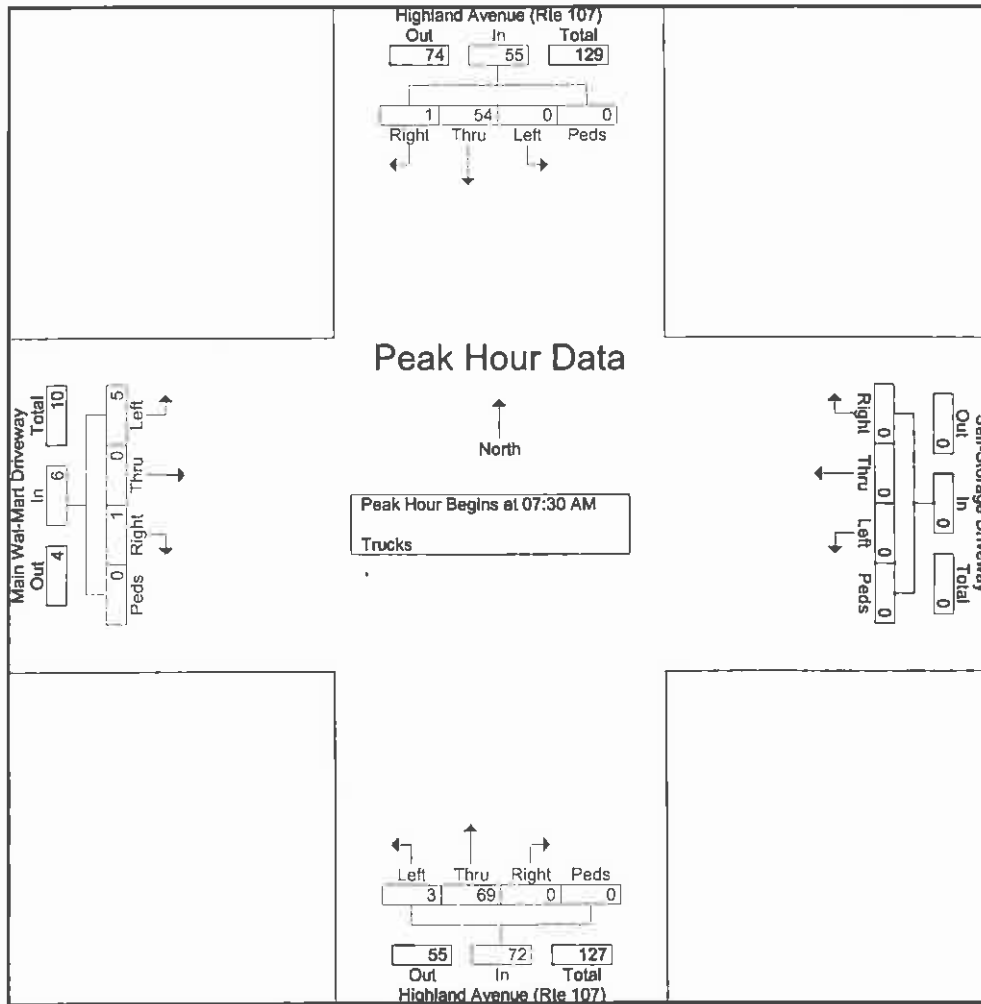 Highland Avenue (Rte 107)
Out In Total
74 55 129
1 54 0 0
Right Thru Left Peds
Peak Hour Data
North
Peak Hour Begins at 07:30 AM
Trucks
Main Wal-Mart Driveway
Out In Total
4 6 10
5 0 1 0
Left Thru Right Peds
Right Thru Left Peds
0 0 0 0
Out In Total
0 0 0
Driveway
Left Thru Right Peds
3 69 0 0
55 72 127
Out In Total
Highland Avenue (Rte 107)